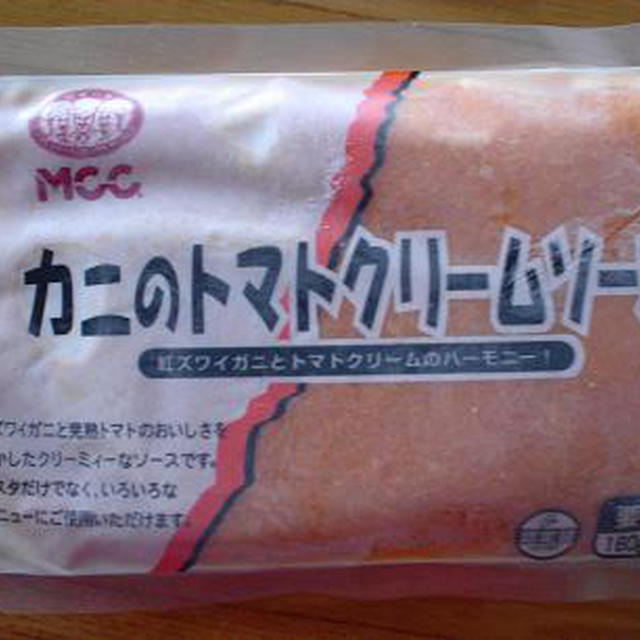 MCC
カニのトマトクリームソー
紅ズワイガニとトマトクリームのハーモニー!
ズワイガニと完熟トマトのおいしさを
かしたクリーミィーなソースです。
スタだけでなく、いろいろな
ニューにご使用いただけます。
160